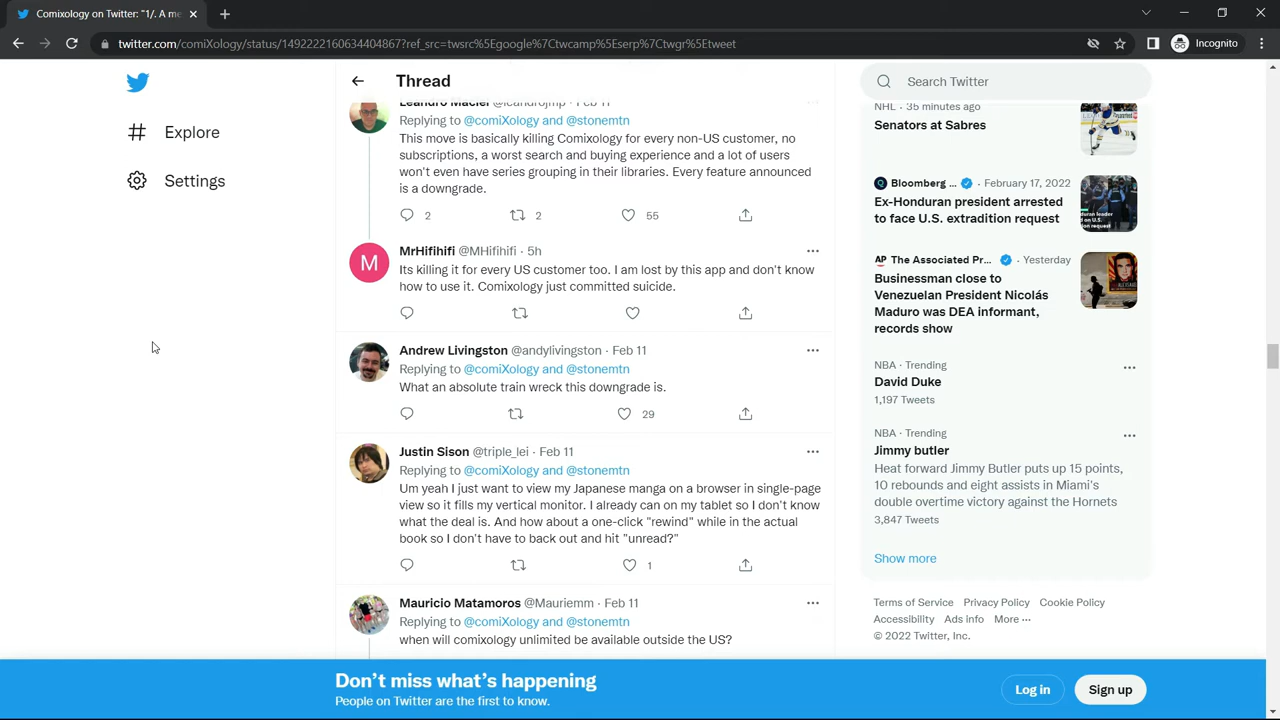 Comixology on Twitter: "1/. A me
twitter.com/comiXology/status/1492222160634404867?ref_src=twsrc%5Egoogle%7Ctwcamp%5Eserp%7Ctwgr%5Etweet
Incognito
Explore
Settings
Thread
Leandro Maciel @leandrojmp · Feb 11
Replying to @comiXology and @stonemtn
This move is basically killing Comixology for every non-US customer, no
subscriptions, a worst search and buying experience and a lot of users
won't even have series grouping in their libraries. Every feature announced
is a downgrade.
2 2 55
M
MrHifihifi @MHifihifi · 5h
Its killing it for every US customer too. I am lost by this app and don't know
how to use it. Comixology just committed suicide.
Andrew Livingston @andylivingston · Feb 11
Replying to @comiXology and @stonemtn
What an absolute train wreck this downgrade is.
29
Justin Sison @triple_lei · Feb 11
Replying to @comiXology and @stonemtn
Um yeah I just want to view my Japanese manga on a browser in single-page
view so it fills my vertical monitor. I already can on my tablet so I don't know
what the deal is. And how about a one-click "rewind" while in the actual
book so I don't have to back out and hit "unread?"
1
Mauricio Matamoros @Mauriemm · Feb 11
Replying to @comiXology and @stonemtn
when will comixology unlimited be available outside the US?
Search Twitter
NHL · 35 minutes ago
Senators at Sabres
Bloomberg ... · February 17, 2022
Ex-Honduran president arrested
to face U.S. extradition request
AP The Associated Pr... · Yesterday
Businessman close to
Venezuelan President Nicolás
Maduro was DEA informant,
records show
NBA · Trending
David Duke
1,197 Tweets
NBA · Trending
Jimmy butler
Heat forward Jimmy Butler puts up 15 points,
10 rebounds and eight assists in Miami's
double overtime victory against the Hornets
3,847 Tweets
Show more
Terms of Service Privacy Policy Cookie Policy
Accessibility Ads info More ···
© 2022 Twitter, Inc.
Don't miss what's happening
People on Twitter are the first to know.
Log in
Sign up